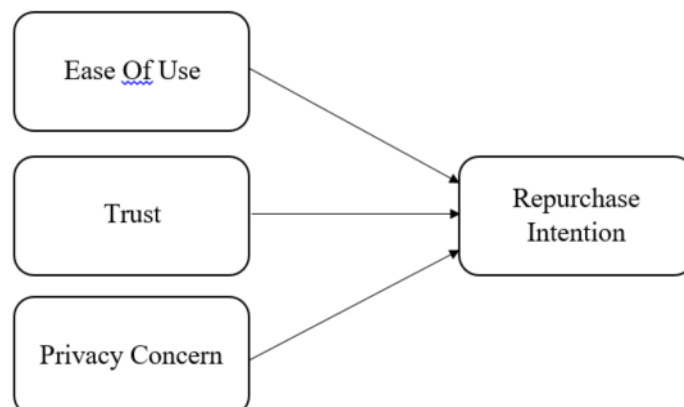 Ease Of Use
Trust
Repurchase
Intention
Privacy Concern